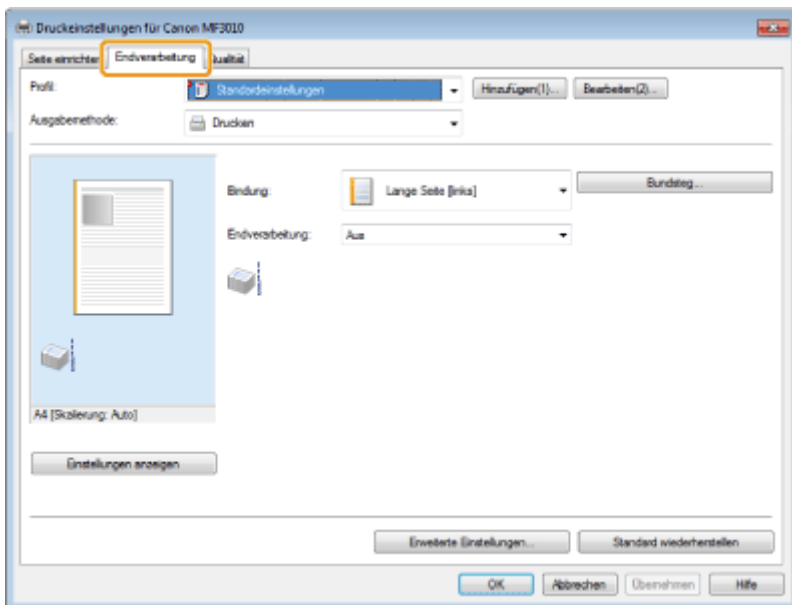 Druckeinstellungen für Canon MF3010
Seite einrichten Endverarbeitung Qualität
Profil: Standardeinstellungen Hinzufügen(1)... Bearbeiten(2)...
Ausgabemethode: Drucken
Bindung: Lange Seite [links] Bundsteg...
Endverarbeitung: Aus
A4 [Skalierung: Auto]
Einstellungen anzeigen
Erweiterte Einstellungen... Standard wiederherstellen
OK Abbrechen Übernehmen Hilfe